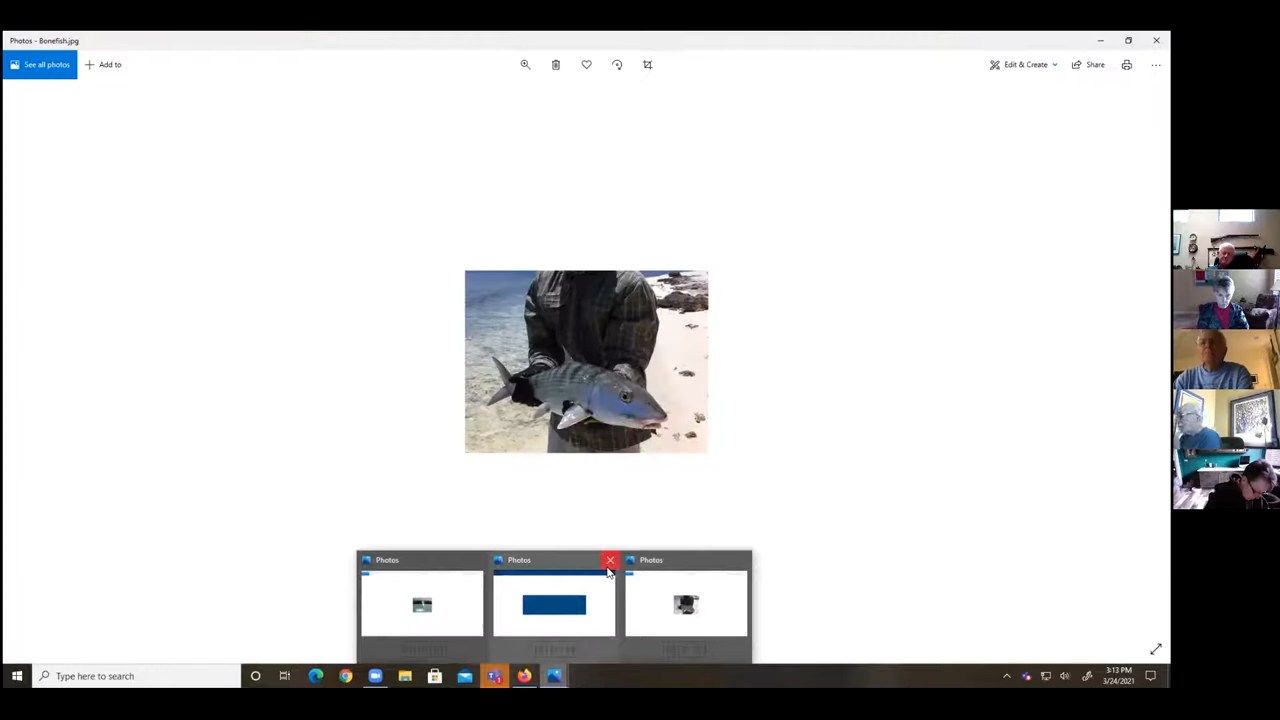 Photos - Bonefish.jpg
See all photos
Add to
Edit & Create
Share
Photos
Photos
Photos
Type here to search
3:13 PM
3/24/2021